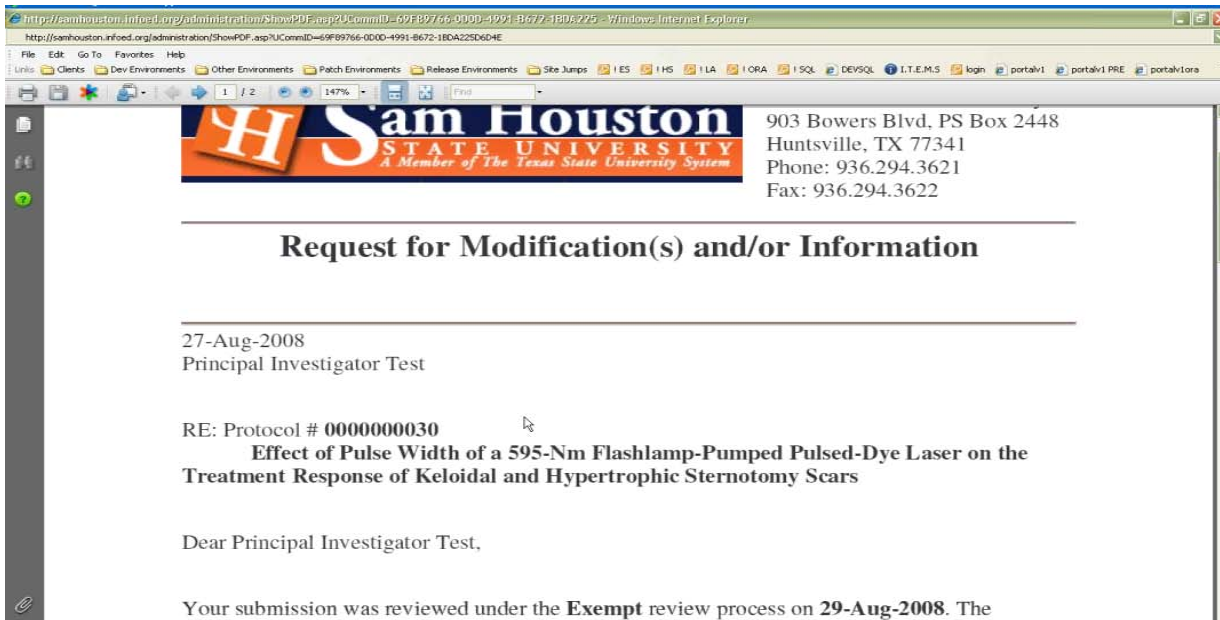 http://samhouston.infoed.org/administration/ShowPDF.asp?UCommID=69F89766-0D0D-4991-B672-1BDA225 - Windows Internet Explorer
http://samhouston.infoed.org/administration/ShowPDF.asp?UCommID=69F89766-0D0D-4991-B672-1BDA225D6D4E
File Edit Go To Favorites Help
Links Clients Dev Environments Other Environments Patch Environments Release Environments Site Jumps ! ES ! HS ! LA ! ORA ! SQL DEVSQL I.T.E.M.S login portalv1 portalv1 PRE portalv1ora
1 / 2 147% Find
Sam Houston
STATE UNIVERSITY
A Member of The Texas State University System
903 Bowers Blvd, PS Box 2448
Huntsville, TX 77341
Phone: 936.294.3621
Fax: 936.294.3622
Request for Modification(s) and/or Information
27-Aug-2008
Principal Investigator Test
RE: Protocol # 0000000030
Effect of Pulse Width of a 595-Nm Flashlamp-Pumped Pulsed-Dye Laser on the
Treatment Response of Keloidal and Hypertrophic Sternotomy Scars
Dear Principal Investigator Test,
Your submission was reviewed under the Exempt review process on 29-Aug-2008. The